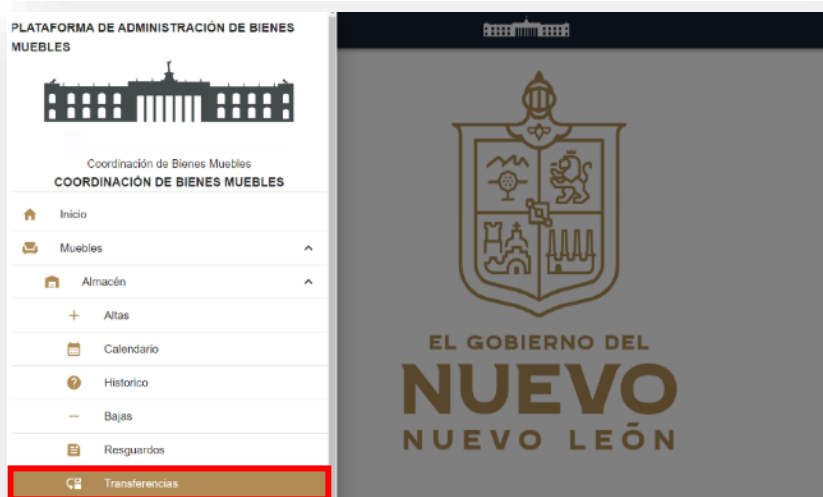 PLATAFORMA DE ADMINISTRACIÓN DE BIENES
MUEBLES
Coordinación de Bienes Muebles
COORDINACIÓN DE BIENES MUEBLES
Inicio
Muebles
Almacén
Altas
Calendario
Historico
Bajas
Resguardos
Transferencias
EL GOBIERNO DEL
NUEVO
NUEVO LEÓN